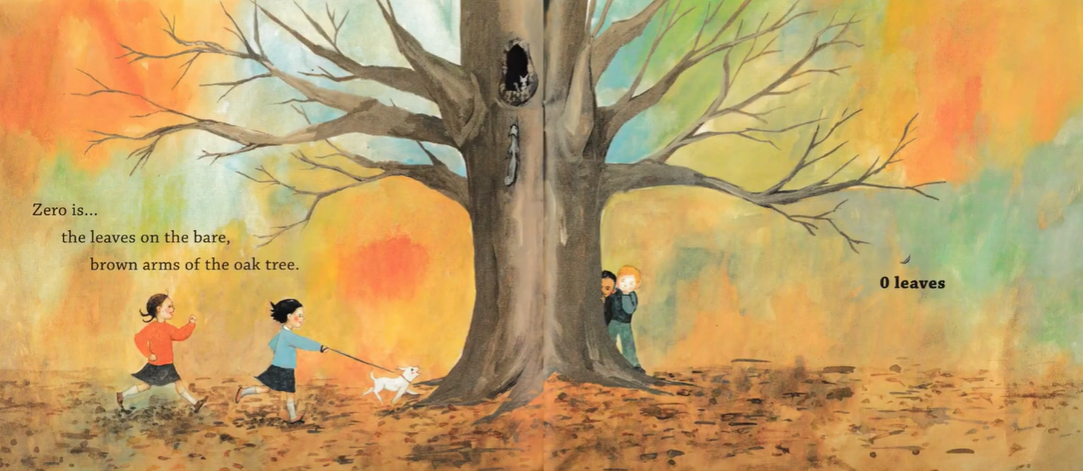 Zero is...
the leaves on the bare,
brown arms of the oak tree.
0 leaves